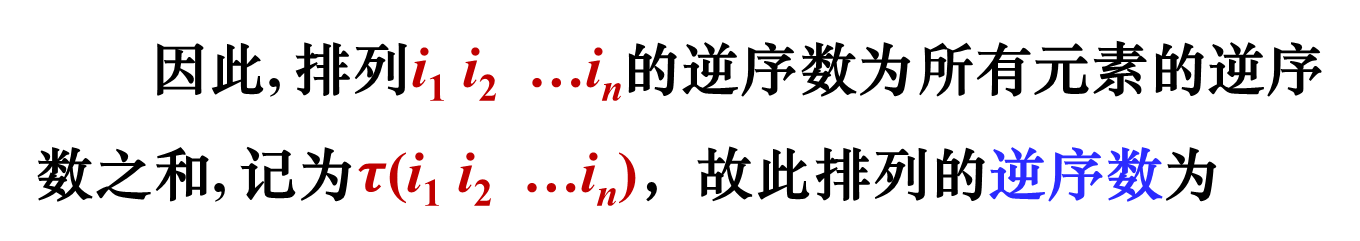 因此, 排列i₁ i₂ …iₙ的逆序数为所有元素的逆序
数之和, 记为τ(i₁ i₂ …iₙ)，故此排列的逆序数为